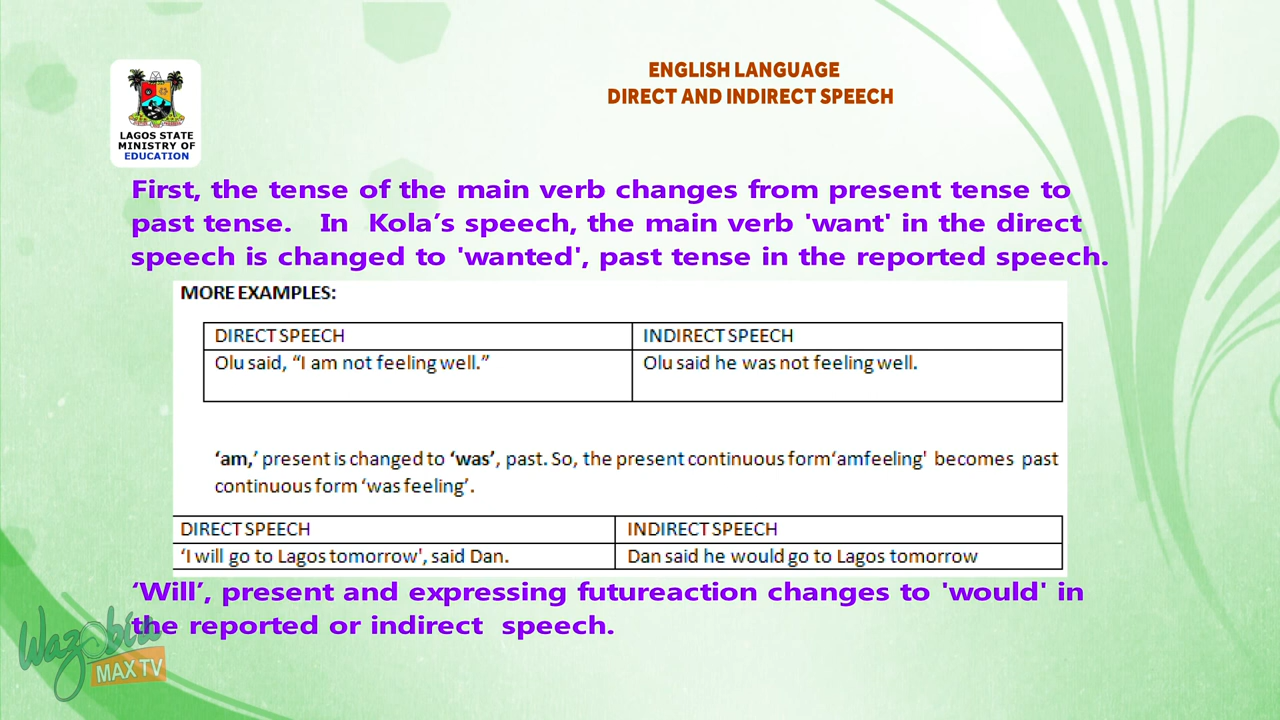 ENGLISH LANGUAGE
DIRECT AND INDIRECT SPEECH
LAGOS STATE
MINISTRY OF
EDUCATION
First, the tense of the main verb changes from present tense to
past tense. In Kola’s speech, the main verb 'want' in the direct
speech is changed to 'wanted', past tense in the reported speech.
MORE EXAMPLES:
DIRECT SPEECH INDIRECT SPEECH
Olu said, “I am not feeling well.” Olu said he was not feeling well.
‘am,’ present is changed to ‘was’, past. So, the present continuous form‘amfeeling' becomes past
continuous form ‘was feeling’.
DIRECT SPEECH INDIRECT SPEECH
‘I will go to Lagos tomorrow', said Dan. Dan said he would go to Lagos tomorrow
‘Will’, present and expressing futureaction changes to 'would' in
the reported or indirect speech.
Wazobia
MAX TV